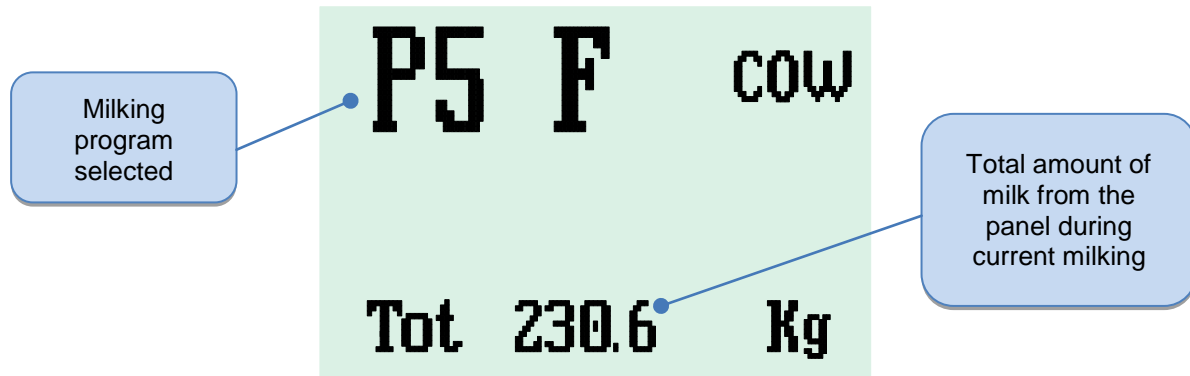 P5 F cow
Milking
program
selected
Total amount of
milk from the
panel during
current milking
Tot 230.6 Kg